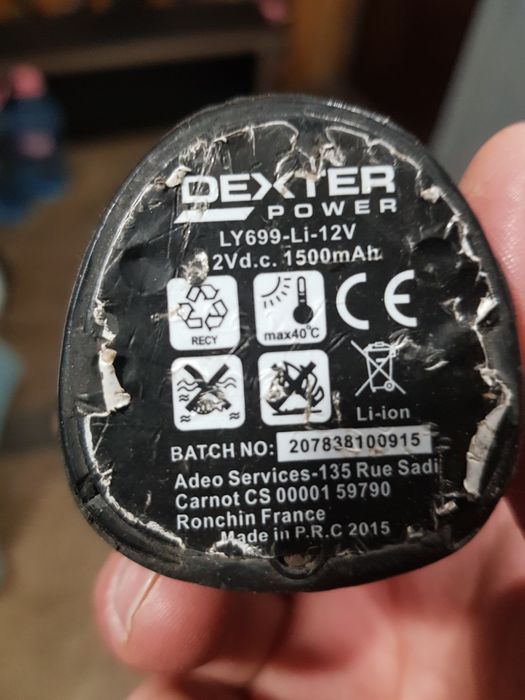 DEXTER
POWER
LY699-Li-12V
2Vd.c. 1500mAh
RECY
max40°C
CE
Li-ion
BATCH NO: 207838100915
Adeo Services-135 Rue Sadi
Carnot CS 00001 59790
Ronchin France
Made in P.R.C 2015